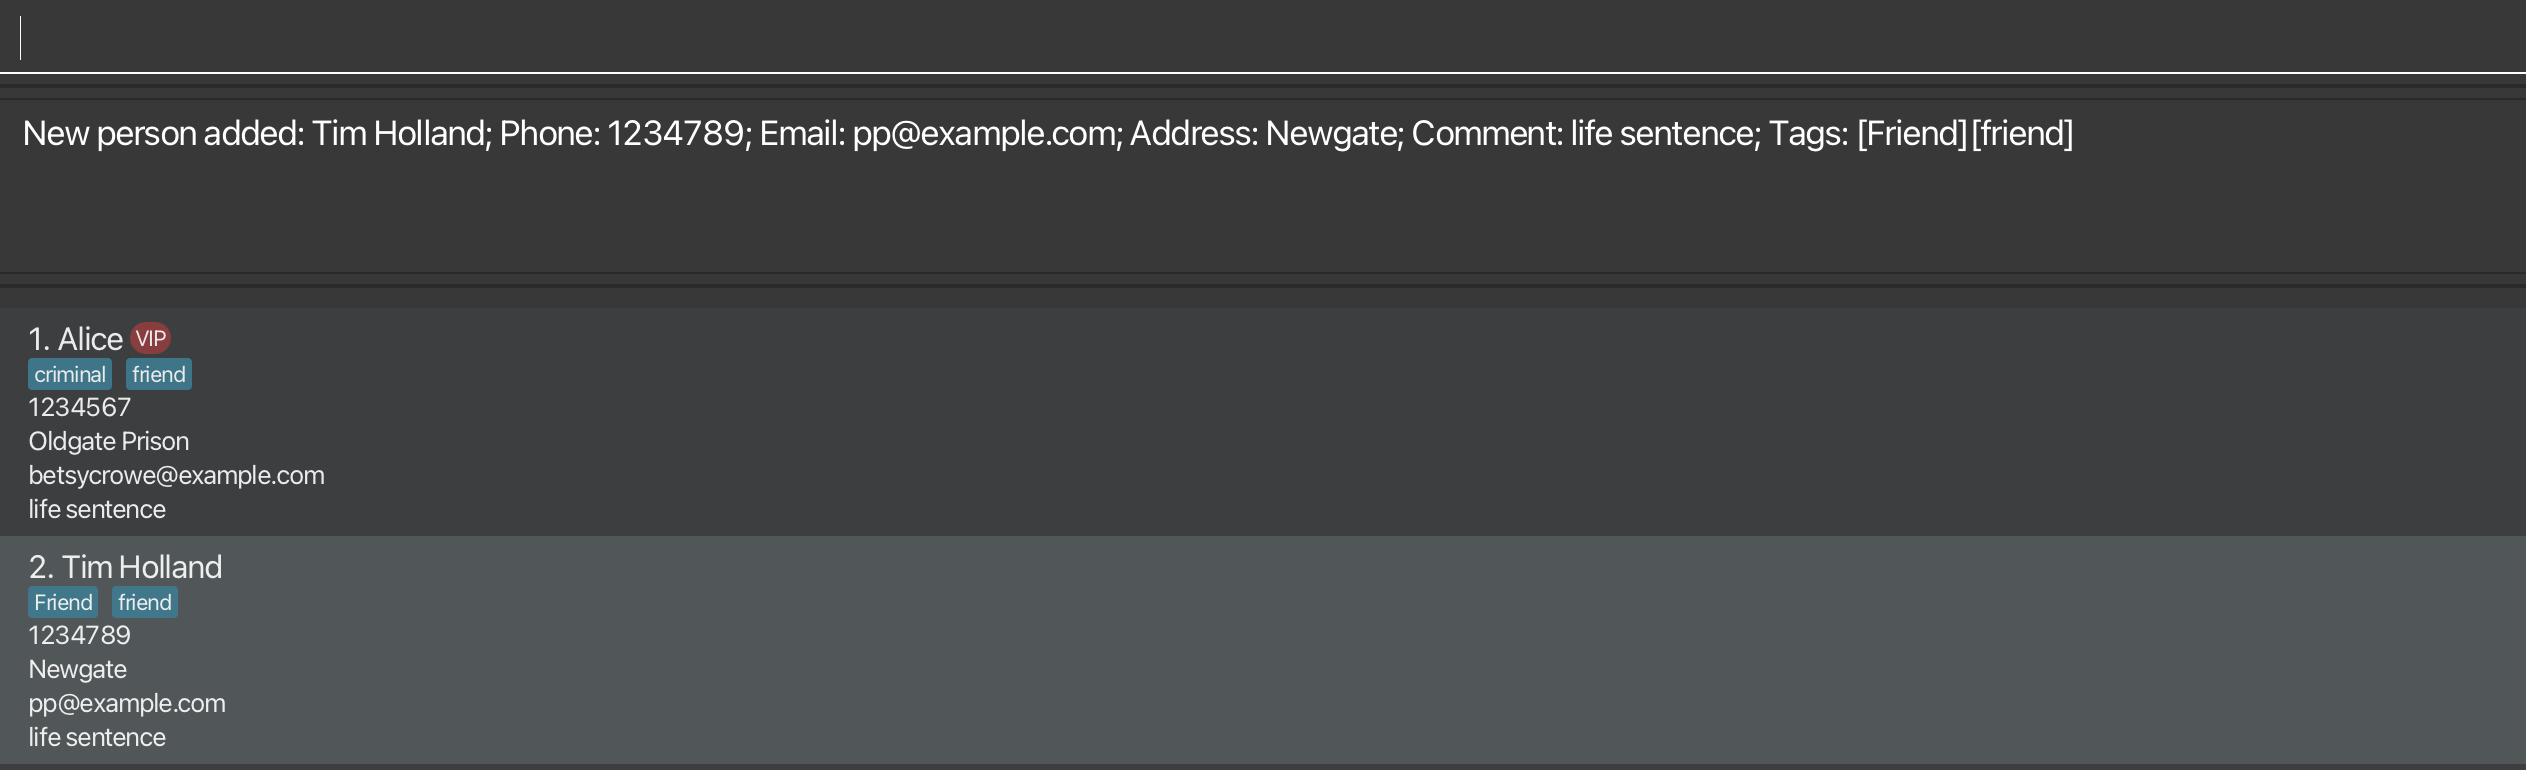 New person added: Tim Holland; Phone: 1234789; Email: pp@example.com; Address: Newgate; Comment: life sentence; Tags: [Friend][friend]
1. Alice VIP
criminal friend
1234567
Oldgate Prison
betsycrowe@example.com
life sentence
2. Tim Holland
Friend friend
1234789
Newgate
pp@example.com
life sentence